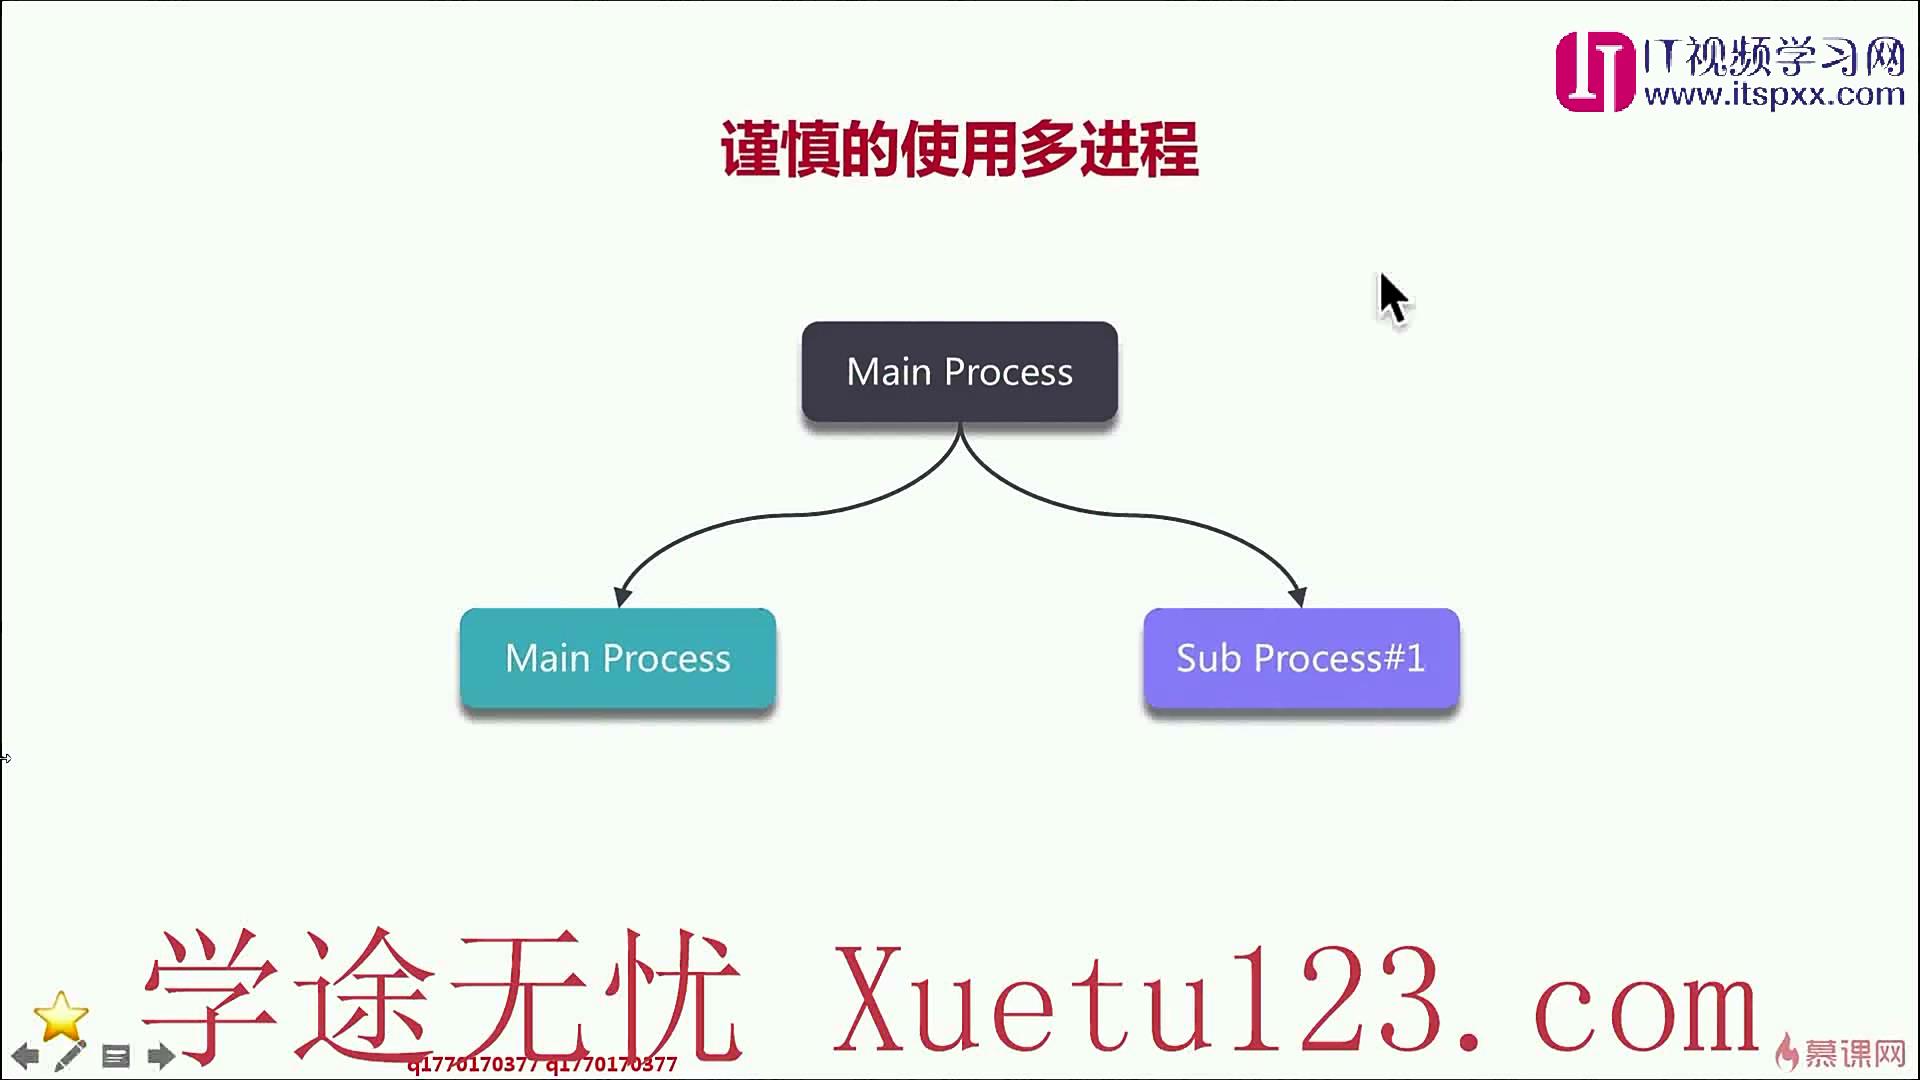 IT视频学习网
www.itspxx.com
谨慎的使用多进程
Main Process
Main Process
Sub Process#1
学途无忧 Xuetu123.com
q1770170377 q1770170377
慕课网